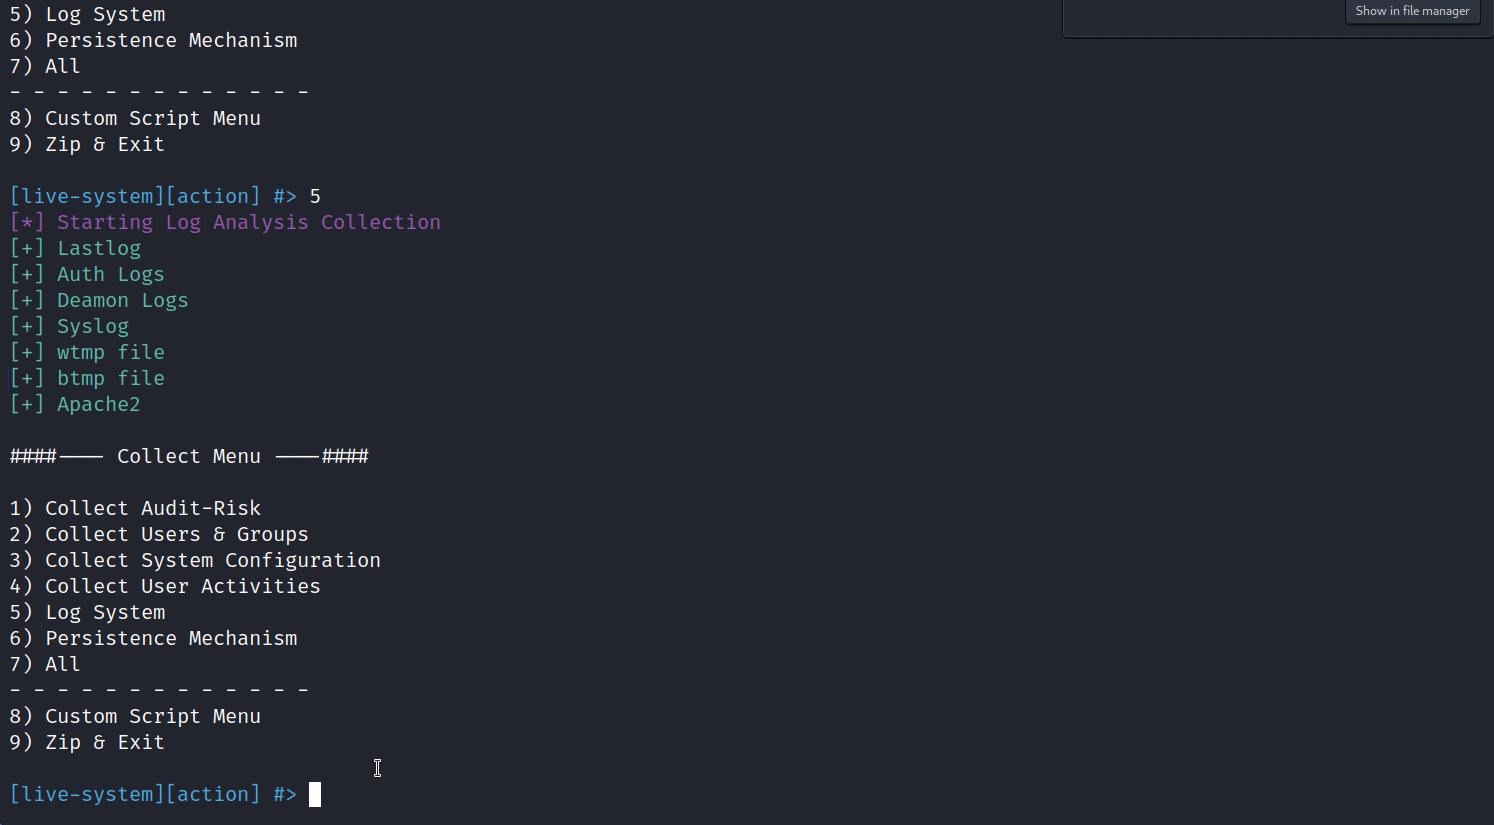 5) Log System
Show in file manager
6) Persistence Mechanism
7) All
- - - - - - - - - - - - -
8) Custom Script Menu
9) Zip & Exit
[live-system][action] #> 5
[*] Starting Log Analysis Collection
[+] Lastlog
[+] Auth Logs
[+] Deamon Logs
[+] Syslog
[+] wtmp file
[+] btmp file
[+] Apache2
####---- Collect Menu ----####
1) Collect Audit-Risk
2) Collect Users & Groups
3) Collect System Configuration
4) Collect User Activities
5) Log System
6) Persistence Mechanism
7) All
- - - - - - - - - - - - -
8) Custom Script Menu
9) Zip & Exit
[live-system][action] #>